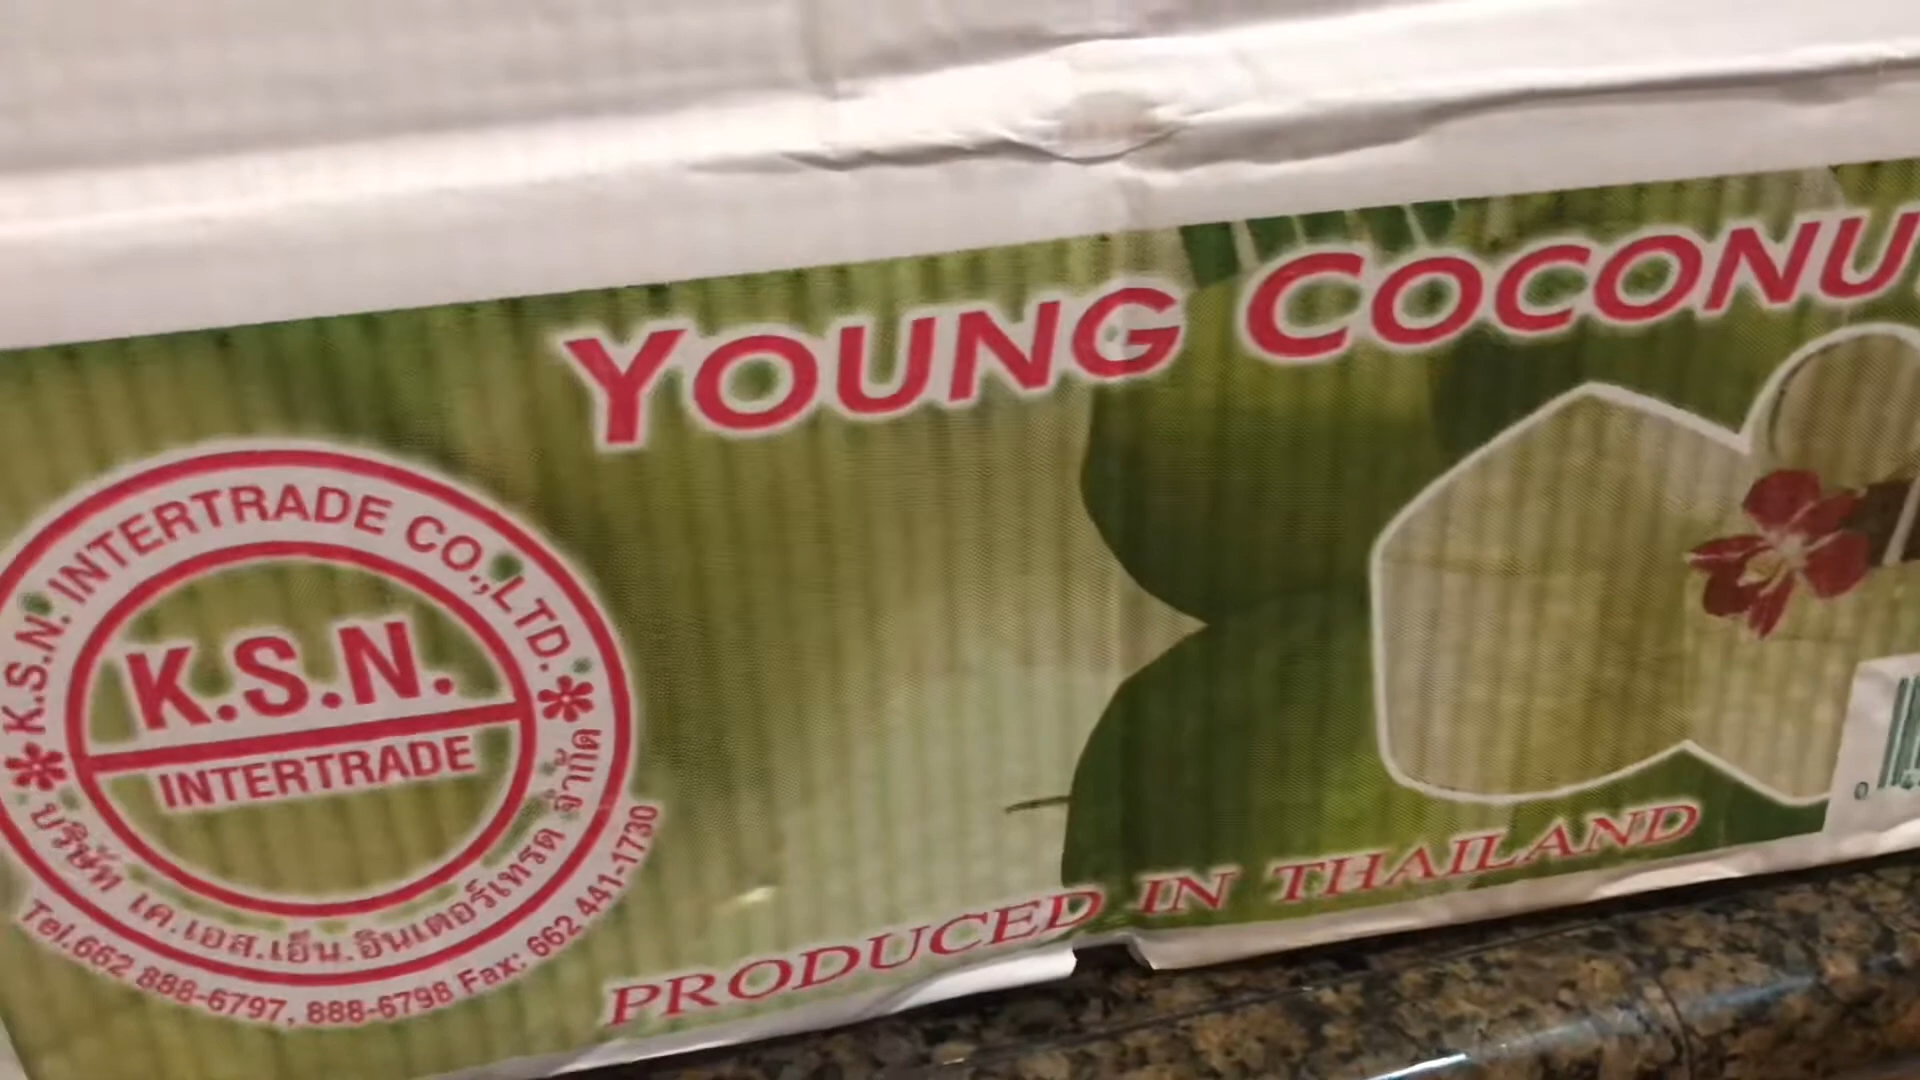 YOUNG COCONU
K.S.N. INTERTRADE CO.,LTD.
K.S.N.
INTERTRADE
บริษัท เค.เอส.เอ็น.อินเตอร์เทรด จำกัด
Tel.662 888-6797, 888-6798 Fax: 662 441-1730
PRODUCED IN THAILAND
0